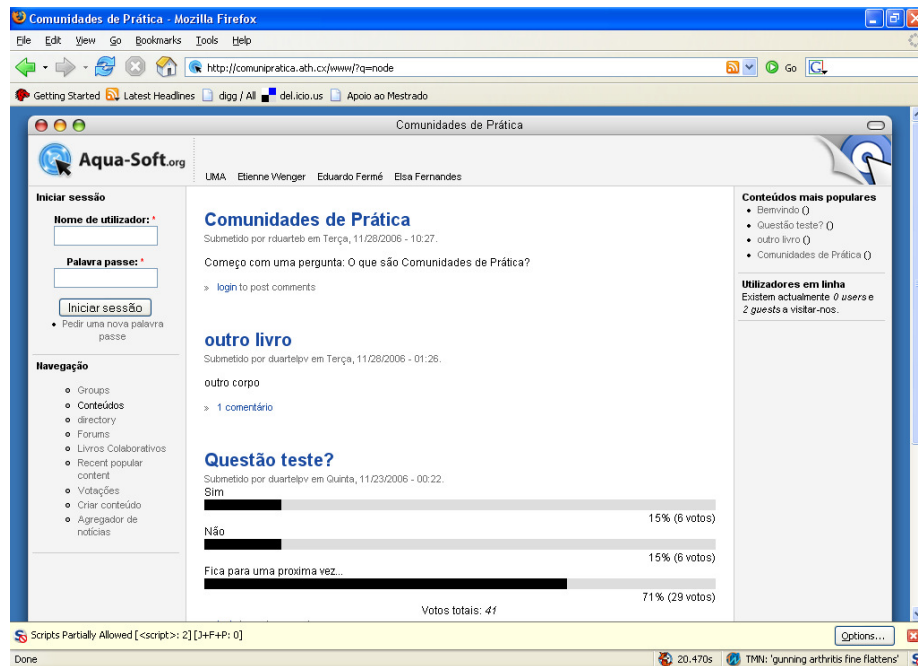 Comunidades de Prática - Mozilla Firefox
File Edit View Go Bookmarks Tools Help
http://comunipratica.ath.cx/www/?q=node
Go
Getting Started Latest Headlines digg / All del.icio.us Apoio ao Mestrado
Comunidades de Prática
Aqua-Soft.org
UMA Etienne Wenger Eduardo Fermé Elsa Fernandes
Iniciar sessão
Nome de utilizador: *
Palavra passe: *
Iniciar sessão
Pedir uma nova palavra
passe
Navegação
Groups
Conteúdos
directory
Forums
Livros Colaborativos
Recent popular
content
Votações
Criar conteúdo
Agregador de
notícias
Comunidades de Prática
Submetido por rduarteb em Terça, 11/28/2006 - 10:27.
Começo com uma pergunta: O que são Comunidades de Prática?
» login to post comments
outro livro
Submetido por duartelpv em Terça, 11/28/2006 - 01:26.
outro corpo
» 1 comentário
Questão teste?
Submetido por duartelpv em Quinta, 11/23/2006 - 00:22.
Sim
15% (6 votos)
Não
15% (6 votos)
Fica para uma proxima vez...
71% (29 votos)
Votos totais: 41
Conteúdos mais populares
Bemvindo ()
Questão teste? ()
outro livro ()
Comunidades de Prática ()
Utilizadores em linha
Existem actualmente 0 users e
2 guests a visitar-nos.
Scripts Partially Allowed [<script>: 2] [J+F+P: 0]
Options...
Done
20.470s
TMN: 'gunning arthritis fine flattens'